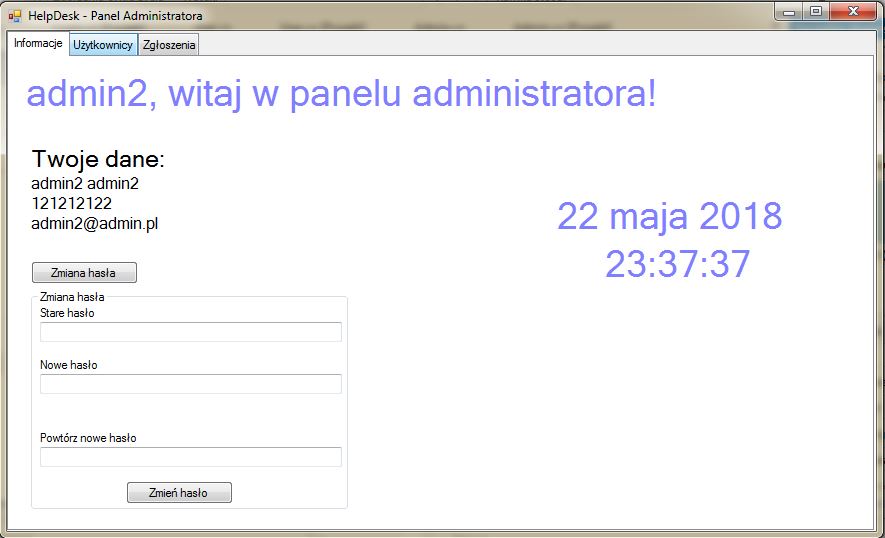 HelpDesk - Panel Administratora
Informacje Użytkownicy Zgłoszenia
admin2, witaj w panelu administratora!
Twoje dane:
admin2 admin2
121212122
admin2@admin.pl
22 maja 2018
23:37:37
Zmiana hasła
Zmiana hasła
Stare hasło
Nowe hasło
Powtórz nowe hasło
Zmień hasło